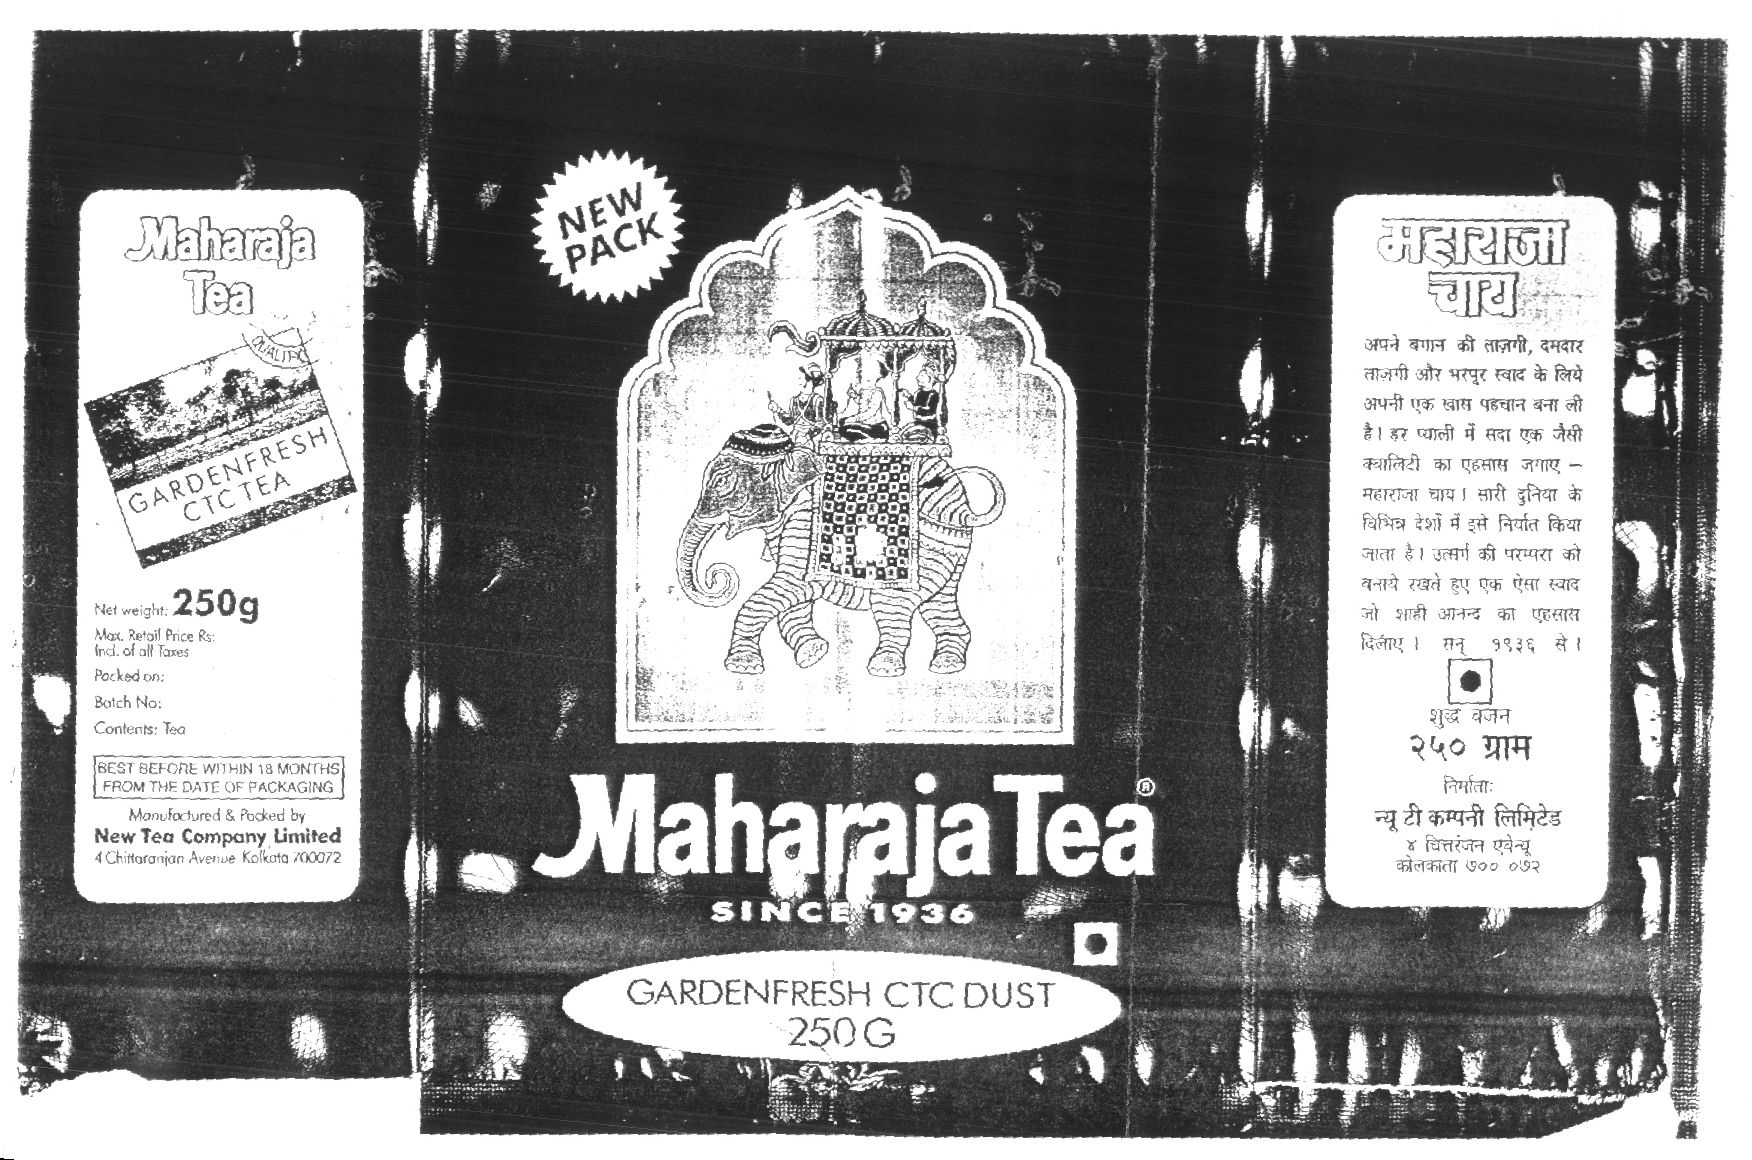 Maharaja
Tea
QUALITY
GARDENFRESH
CTC TEA
Net weight: 250g
Max. Retail Price Rs:
Incl. of all Taxes
Packed on:
Batch No:
Contents: Tea
BEST BEFORE WITHIN 18 MONTHS
FROM THE DATE OF PACKAGING
Manufactured & Packed by
New Tea Company Limited
4 Chittaranjan Avenue Kolkata 700072
NEW
PACK
Maharaja Tea®
SINCE 1936
GARDENFRESH CTC DUST
250 G
महाराजा
चाय
अपने बगान की ताज़गी, दमदार
ताज़गी और भरपूर स्वाद के लिये
अपनी एक खास पहचान बना ली
है। हर प्याली में सदा एक जैसी
क्वालिटी का एहसास जगाए –
महाराजा चाय। सारी दुनिया के
विभिन्न देशों में इसे निर्यात किया
जाता है। उत्सर्ग की परम्परा को
बनाये रखते हुए एक ऐसा स्वाद
जो शाही आनन्द का एहसास
दिलाए । सन् १९३६ से।
शुद्ध वजन
२५० ग्राम
निर्माताः
न्यू टी कम्पनी लिमिटेड
४ चित्तरंजन एवेन्यू
कोलकाता ७०० ०७२